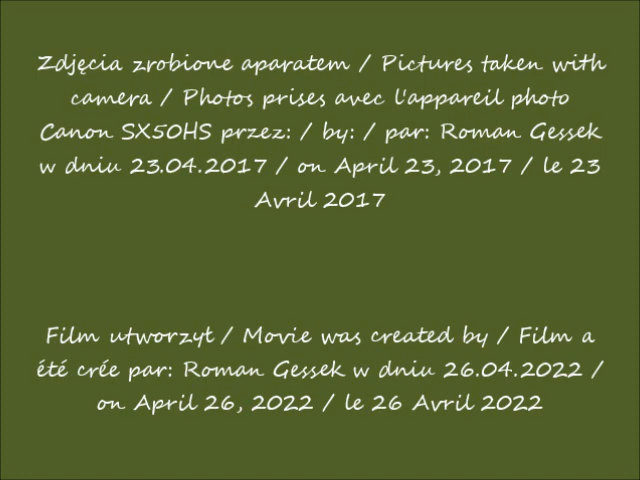 Zdjęcia zrobione aparatem / Pictures taken with
camera / Photos prises avec l'appareil photo
Canon SX50HS przez: / by: / par: Roman Gessek
w dniu 23.04.2017 / on April 23, 2017 / le 23
Avril 2017
Film utworzył / Movie was created by / Film a
été crée par: Roman Gessek w dniu 26.04.2022 /
on April 26, 2022 / le 26 Avril 2022